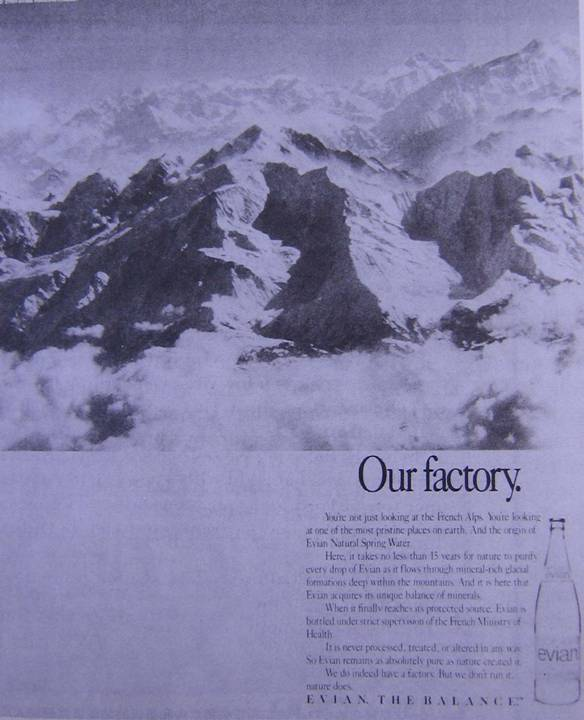 Our factory.
You're not just looking at the French Alps. You're looking
at one of the most pristine places on earth. And the origin of
Evian Natural Spring Water.
Here, it takes no less than 15 years for nature to purify
every drop of Evian as it flows through mineral-rich glacial
formations deep within the mountains. And it is here that
Evian acquires its unique balance of minerals.
When it finally reaches its protected source, Evian is
bottled under strict supervision of the French Ministry of
Health.
It is never processed, treated, or altered in any way.
So Evian remains as absolutely pure as nature created it.
We do indeed have a factory. But we don't run it.
nature does.
EVIAN. THE BALANCE.™
evian
evian.